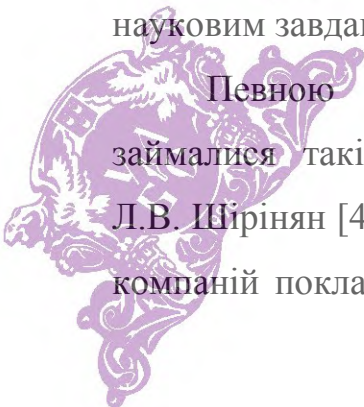 науковим завда
Певною
займалися такі
Л.В. Шірінян [4
компаній покла